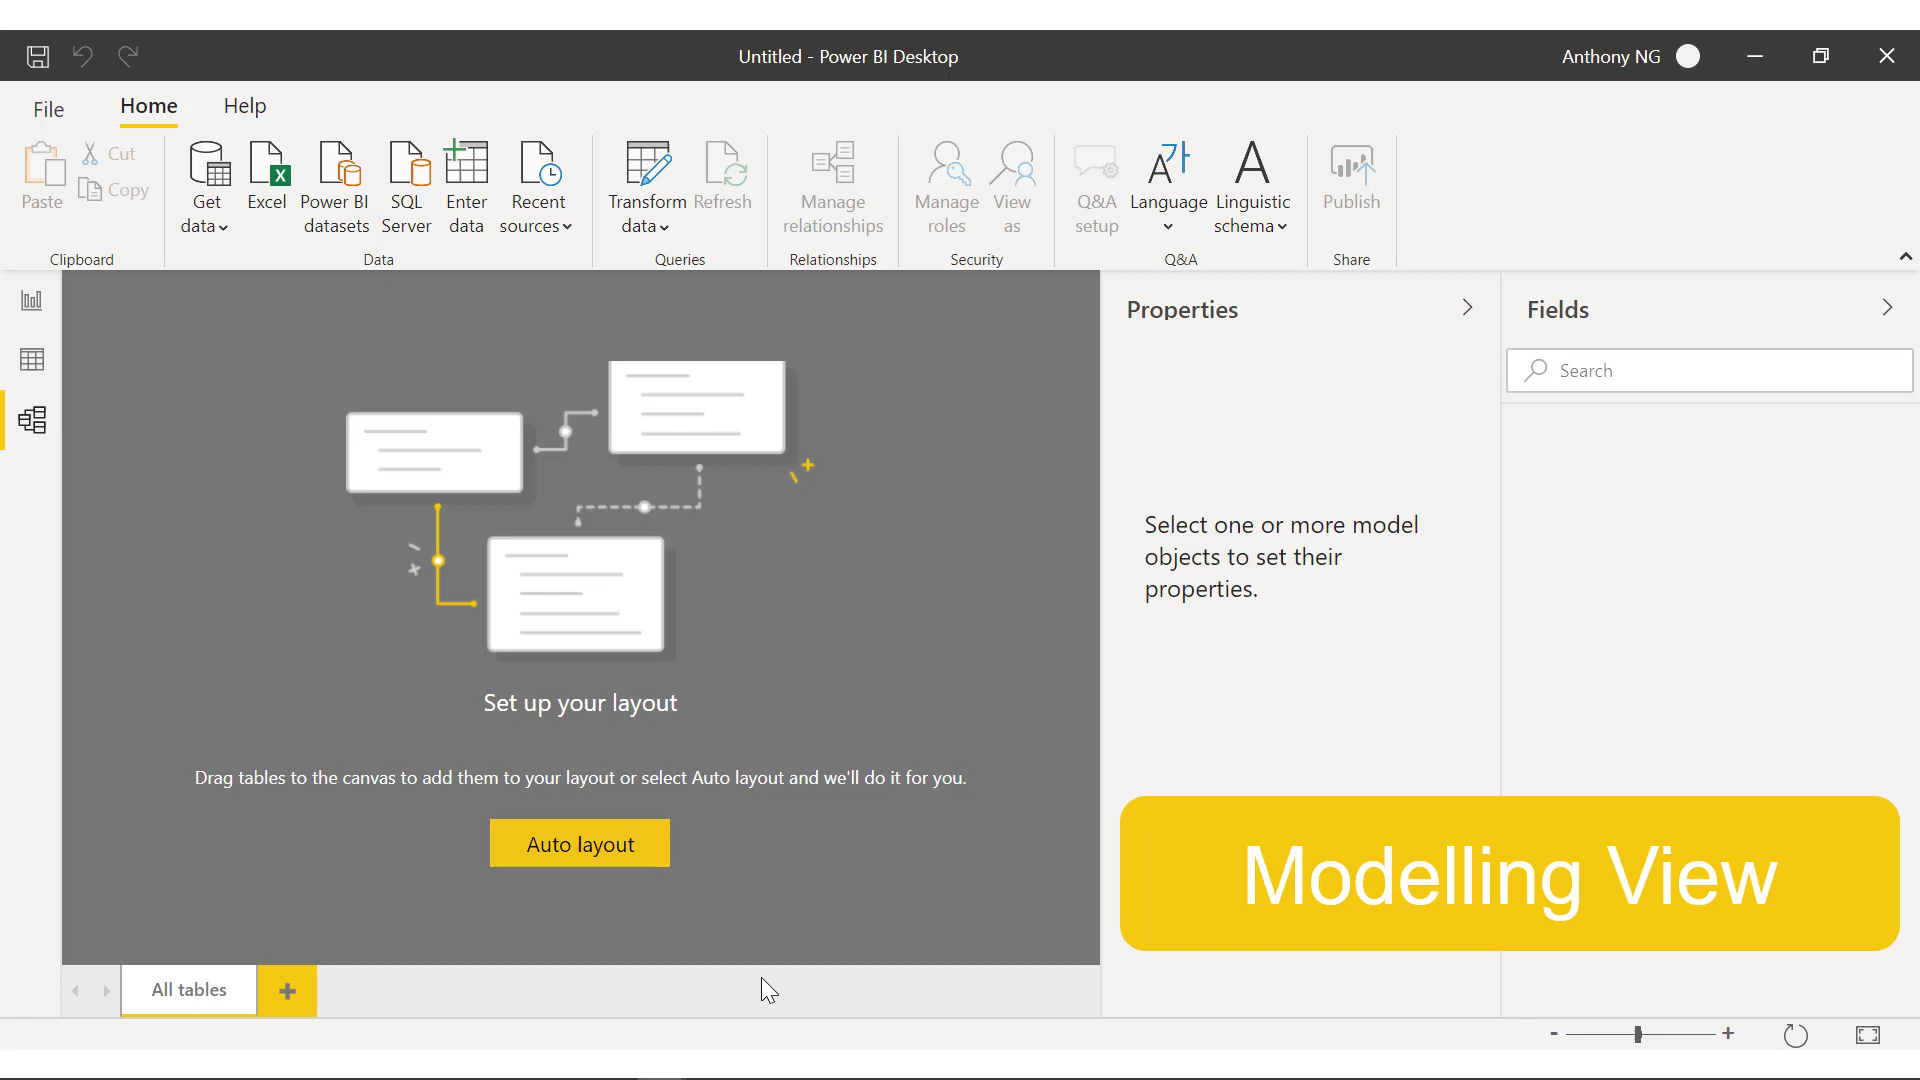 Untitled - Power BI Desktop
Anthony NG
File
Home
Help
Paste
Cut
Copy
Clipboard
Get
data
Excel
Power BI
datasets
SQL
Server
Enter
data
Recent
sources
Data
Transform
data
Refresh
Queries
Manage
relationships
Relationships
Manage
roles
View
as
Security
Q&A
setup
Language
Linguistic
schema
Q&A
Publish
Share
Properties
Fields
Search
Select one or more model
objects to set their
properties.
Set up your layout
Drag tables to the canvas to add them to your layout or select Auto layout and we'll do it for you.
Auto layout
Modelling View
All tables